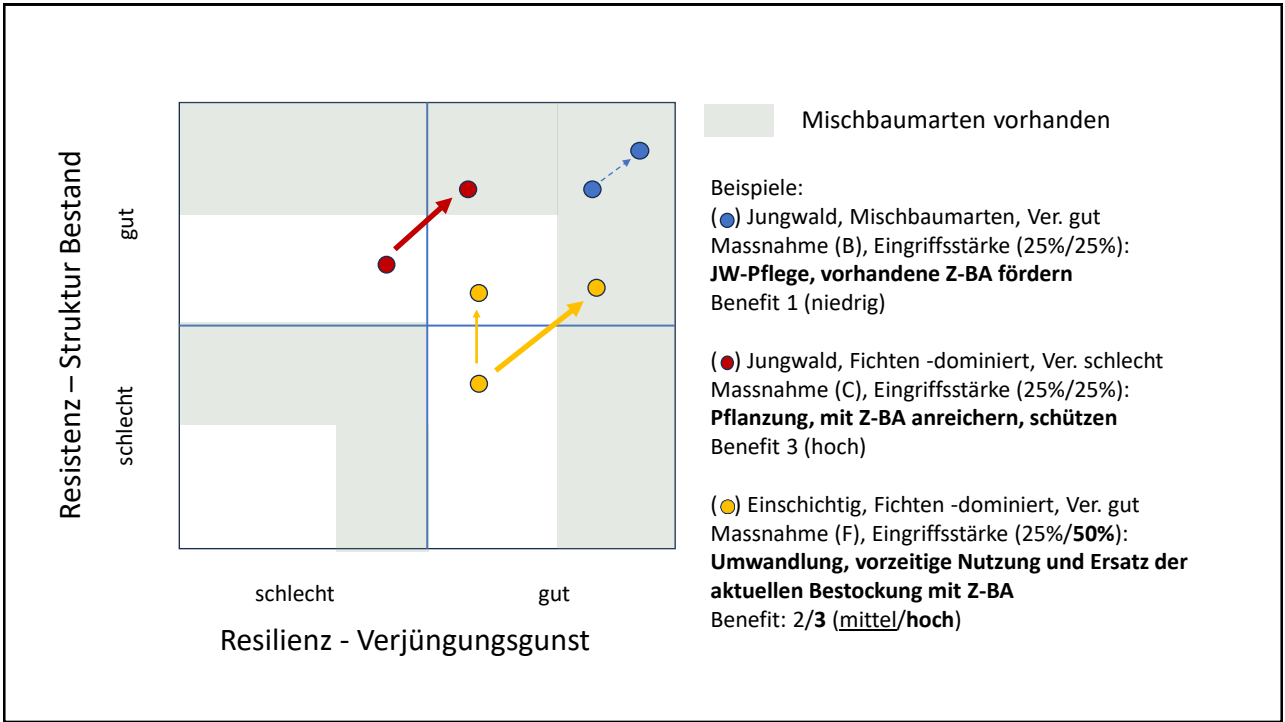 Resistenz – Struktur Bestand
gut
schlecht
schlecht
gut
Resilienz - Verjüngungsgunst
Mischbaumarten vorhanden
Beispiele:
( ) Jungwald, Mischbaumarten, Ver. gut
Massnahme (B), Eingriffsstärke (25%/25%):
JW-Pflege, vorhandene Z-BA fördern
Benefit 1 (niedrig)
( ) Jungwald, Fichten -dominiert, Ver. schlecht
Massnahme (C), Eingriffsstärke (25%/25%):
Pflanzung, mit Z-BA anreichern, schützen
Benefit 3 (hoch)
( ) Einschichtig, Fichten -dominiert, Ver. gut
Massnahme (F), Eingriffsstärke (25%/50%):
Umwandlung, vorzeitige Nutzung und Ersatz der
aktuellen Bestockung mit Z-BA
Benefit: 2/3 (mittel/hoch)